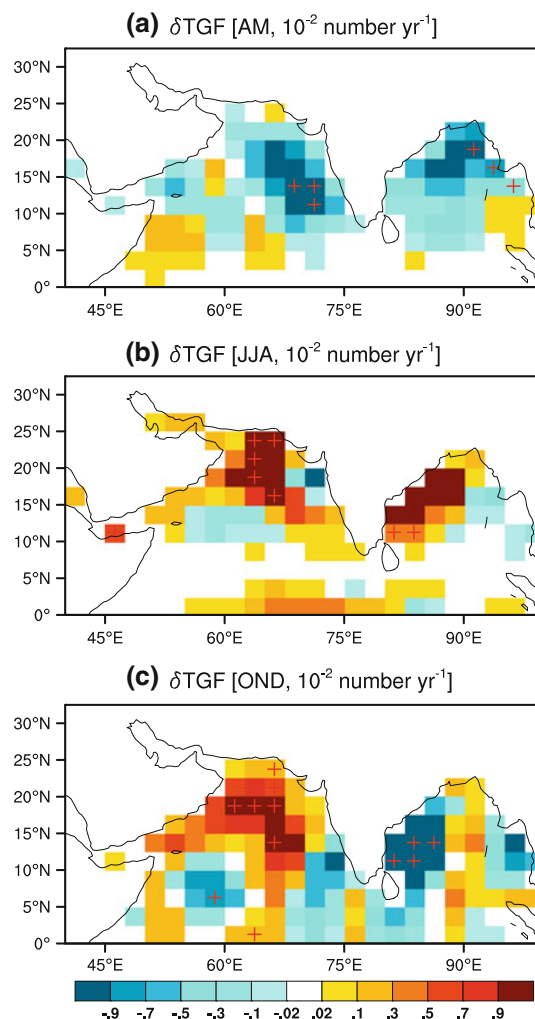 (a) δTGF [AM, 10⁻² number yr⁻¹]
30°N
25°N
20°N
15°N
10°N
5°N
0°
45°E 60°E 75°E 90°E
(b) δTGF [JJA, 10⁻² number yr⁻¹]
30°N
25°N
20°N
15°N
10°N
5°N
0°
45°E 60°E 75°E 90°E
(c) δTGF [OND, 10⁻² number yr⁻¹]
30°N
25°N
20°N
15°N
10°N
5°N
0°
45°E 60°E 75°E 90°E
-.9 -.7 -.5 -.3 -.1 -.02 .02 .1 .3 .5 .7 .9